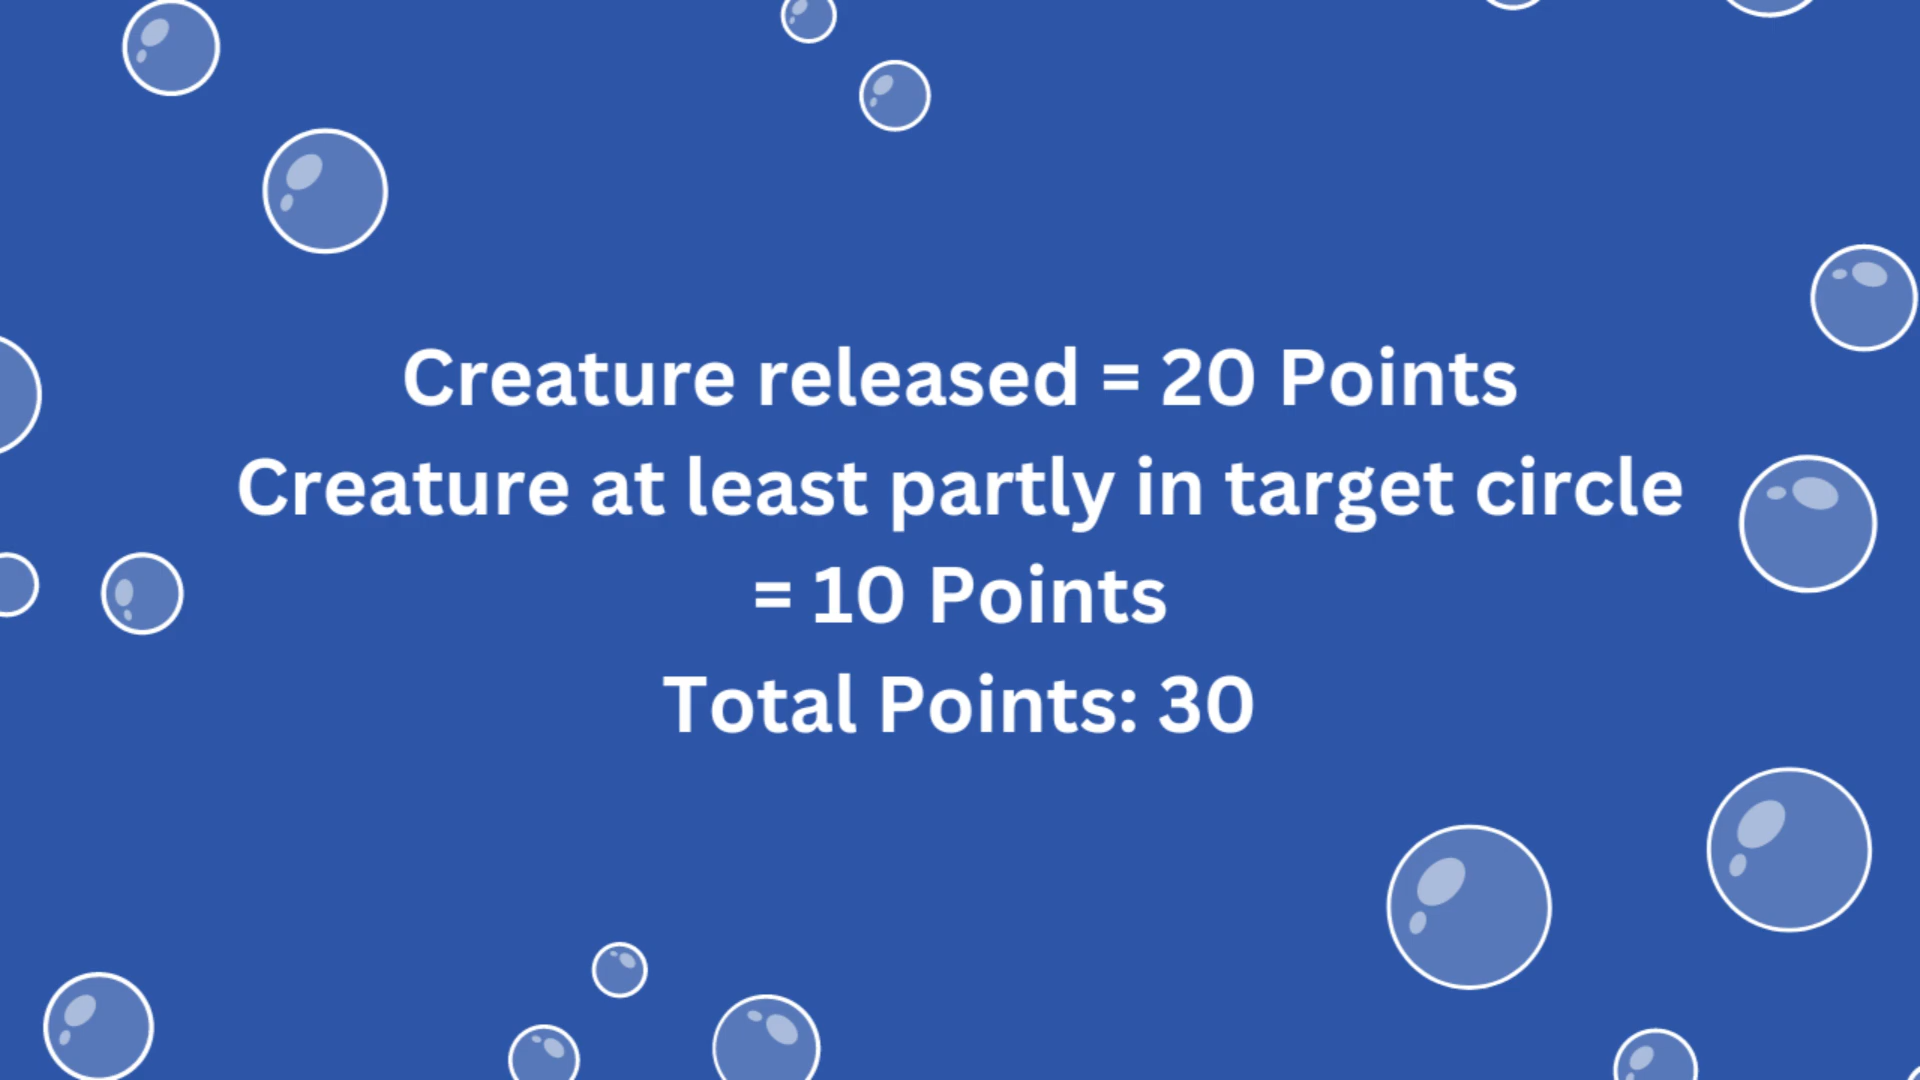 Creature released = 20 Points
Creature at least partly in target circle
= 10 Points
Total Points: 30